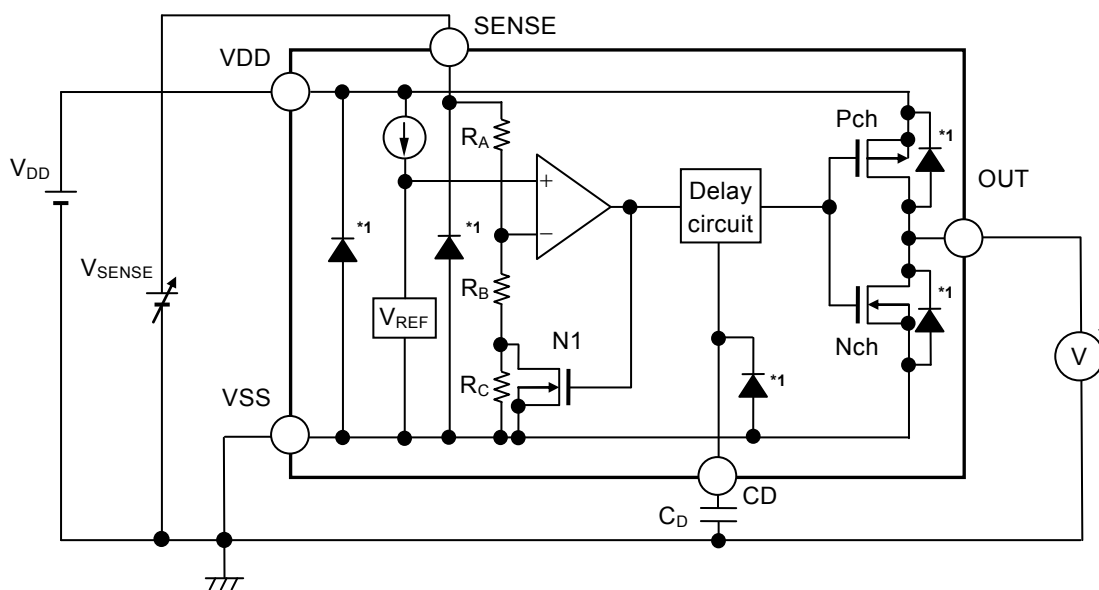 SENSE
VDD
Pch
*1
RA
OUT
VDD
+
Delay
circuit
*1
*1
−
VSENSE
RB
*1
VREF
N1
Nch
V
RC
*1
VSS
CD
CD